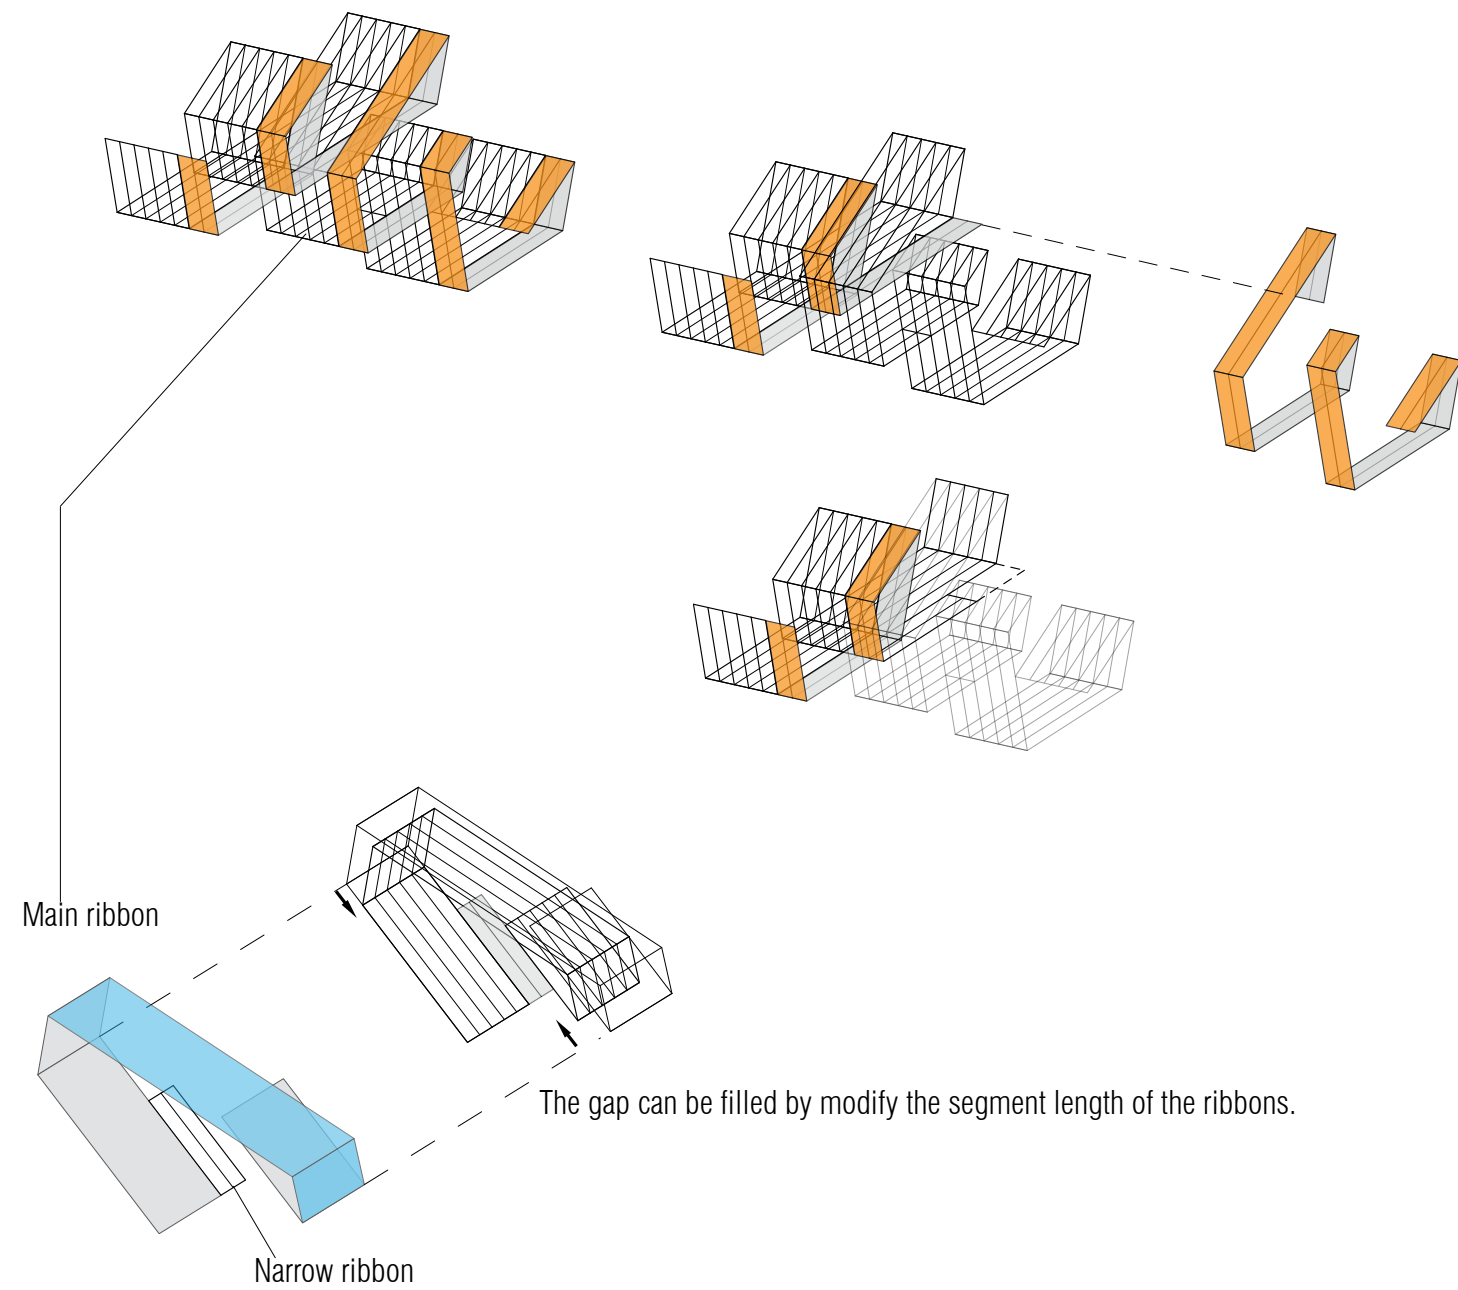 Main ribbon
The gap can be filled by modify the segment length of the ribbons.
Narrow ribbon